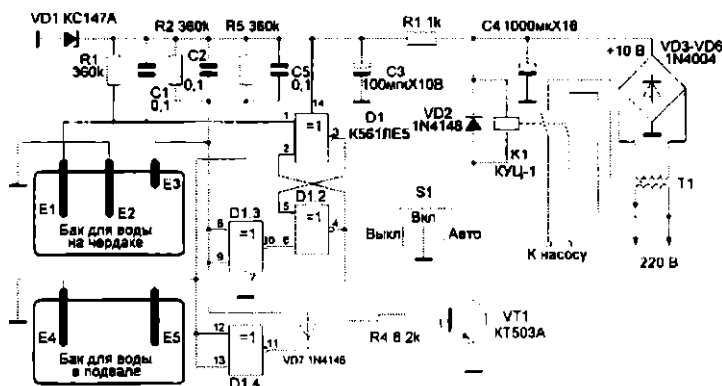 VD1 КС147А
R2 360k
R5 360k
R1 1k
C4 1000мкХ16
VD3-VD6
1N4004
+10 В
R1
360k
C2
C1
0,1
0,1
C5
0,1
C3
100мкХ10В
14
D1
К561ЛЕ5
VD2
1N4148
K1
КУЦ-1
1
=1
3
2
E1
E2
E3
Бак для воды
на чердаке
D1.2
5
=1
4
6
D1.3
8
=1
10
9
7
S1
Вкл
Выкл
Авто
К насосу
T1
220 В
E4
E5
Бак для воды
в подвале
12
=1
11
13
D1.4
VD7 1N4148
R4 8.2k
VT1
КТ503А